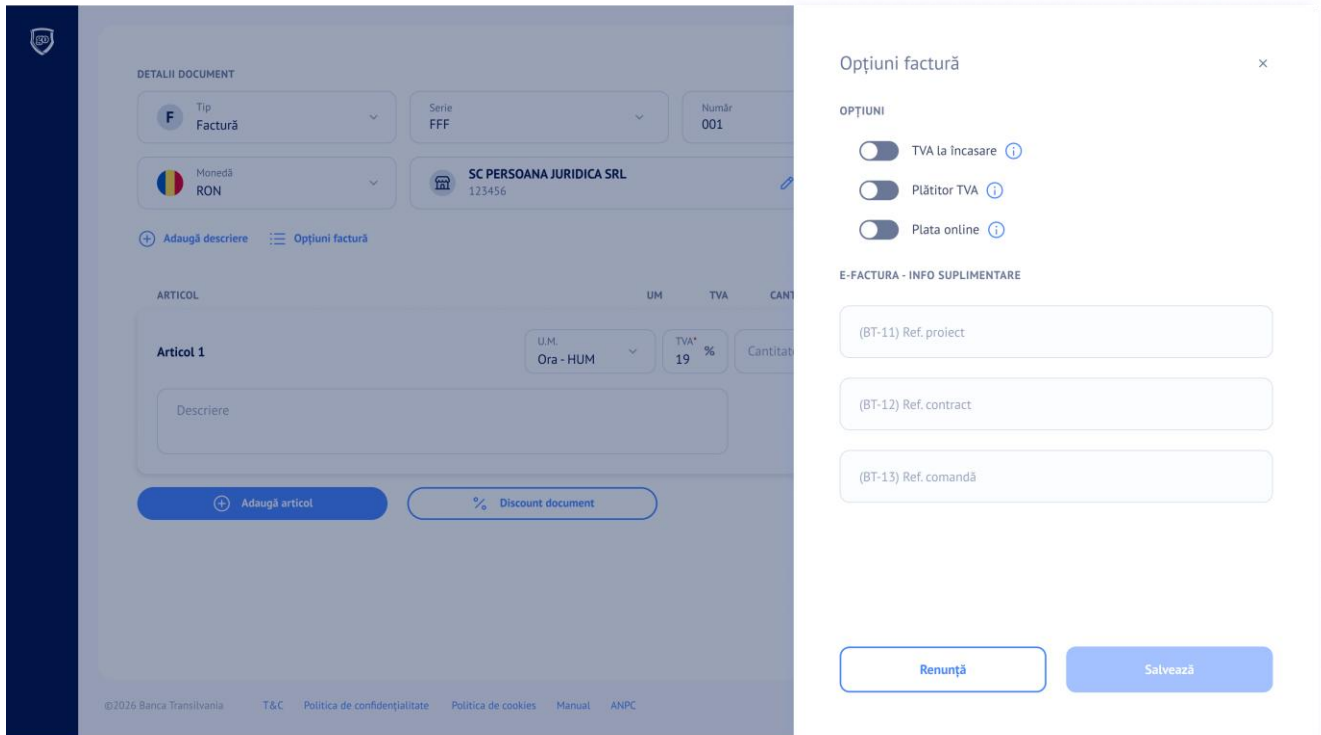 DETALII DOCUMENT
Tip
Factură
F
Serie
FFF
Număr
001
Monedă
RON
SC PERSOANA JURIDICA SRL
123456
Adaugă descriere
Opțiuni factură
ARTICOL UM TVA CANT
Articol 1
U.M.
Ora - HUM
TVA*
19 %
Cantitat
Descriere
Adaugă articol
% Discount document
©2026 Banca Transilvania T&C Politica de confidențialitate Politica de cookies Manual ANPC
Opțiuni factură
OPȚIUNI
TVA la încasare
Plătitor TVA
Plata online
E-FACTURA - INFO SUPLIMENTARE
(BT-11) Ref. proiect
(BT-12) Ref. contract
(BT-13) Ref. comandă
Renunță
Salvează